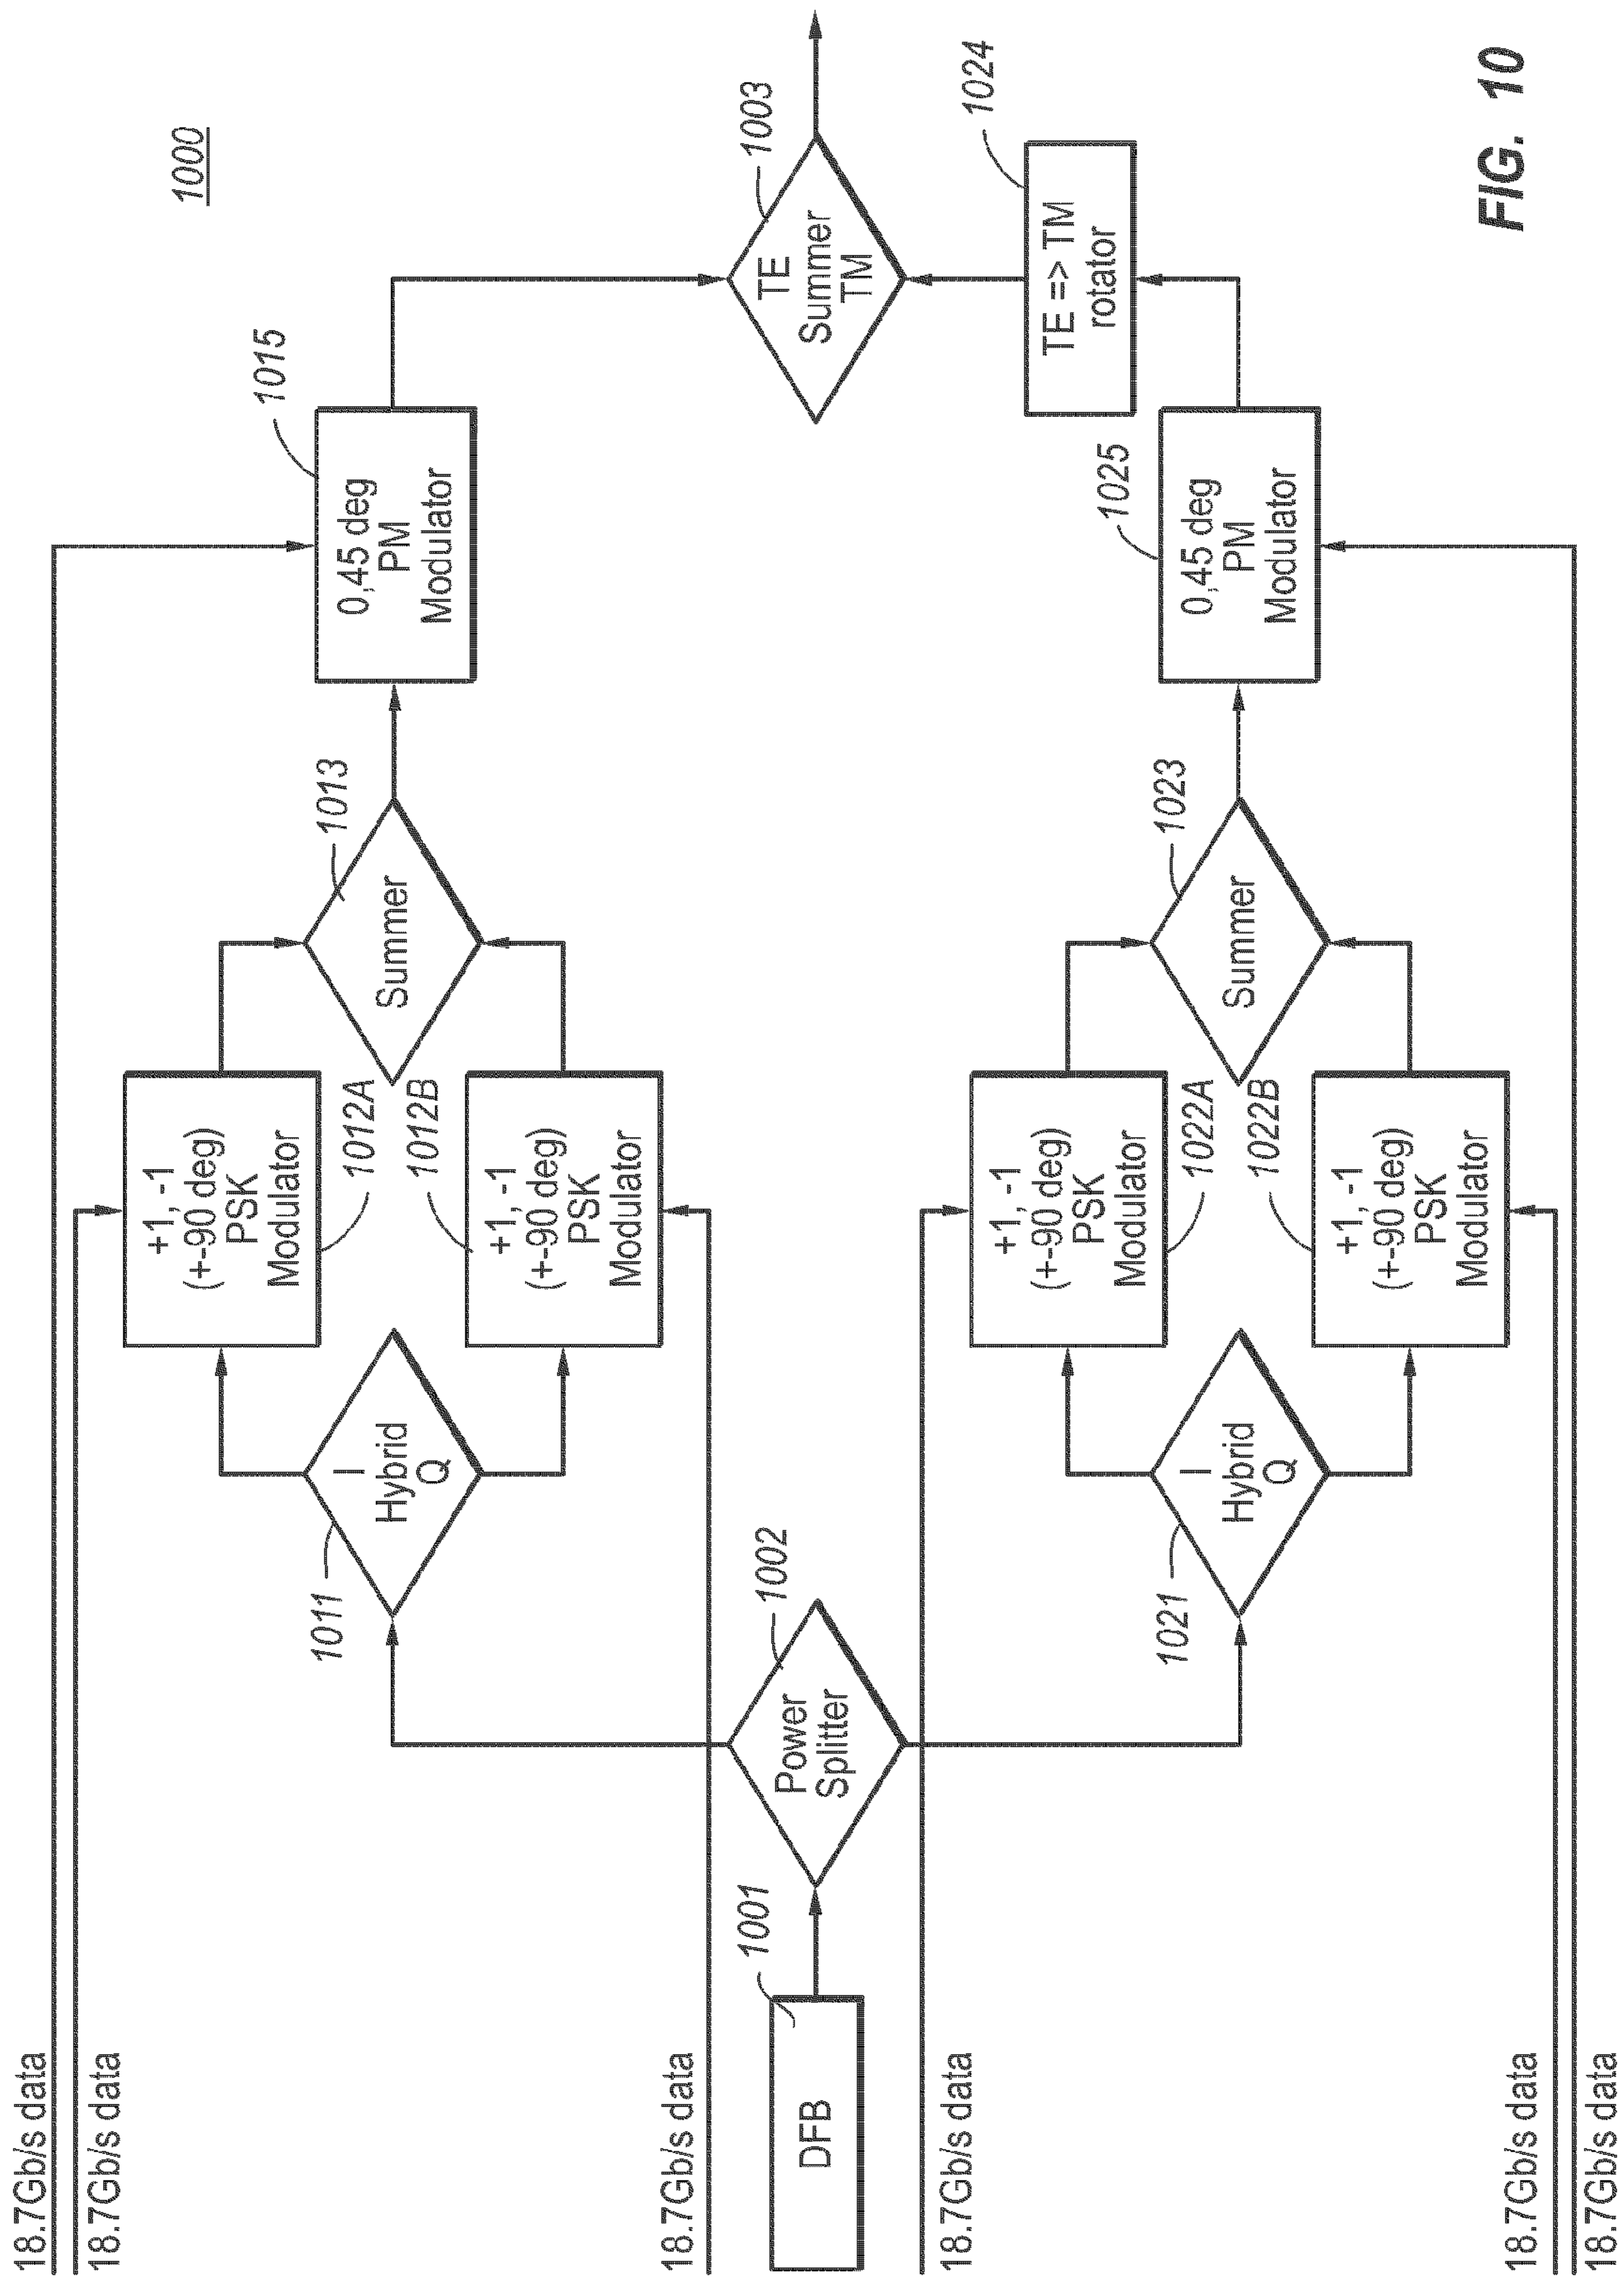 1000
18.7Gb/s data
18.7Gb/s data
18.7Gb/s data
18.7Gb/s data
18.7Gb/s data
18.7Gb/s data
DFB
1001
Power
Splitter
1002
I
Hybrid
Q
1011
+1, -1
(+-90 deg)
PSK
Modulator
1012A
+1, -1
(+-90 deg)
PSK
Modulator
1012B
Summer
1013
0,45 deg
PM
Modulator
1015
I
Hybrid
Q
1021
+1, -1
(+-90 deg)
PSK
Modulator
1022A
+1, -1
(+-90 deg)
PSK
Modulator
1022B
Summer
1023
0,45 deg
PM
Modulator
1025
TE
Summer
TM
1003
TE => TM
rotator
1024
FIG. 10